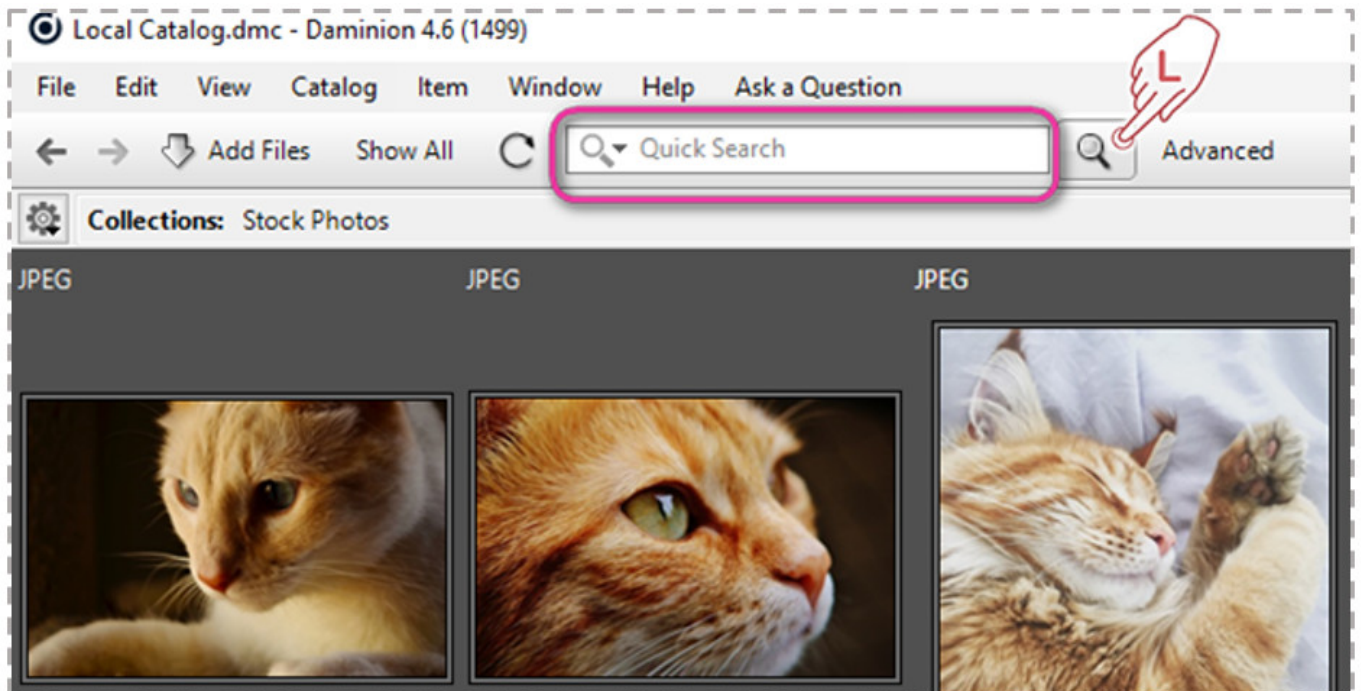 Local Catalog.dmc - Daminion 4.6 (1499)
File Edit View Catalog Item Window Help Ask a Question
Add Files Show All Quick Search Advanced
Collections: Stock Photos
JPEG JPEG JPEG
L